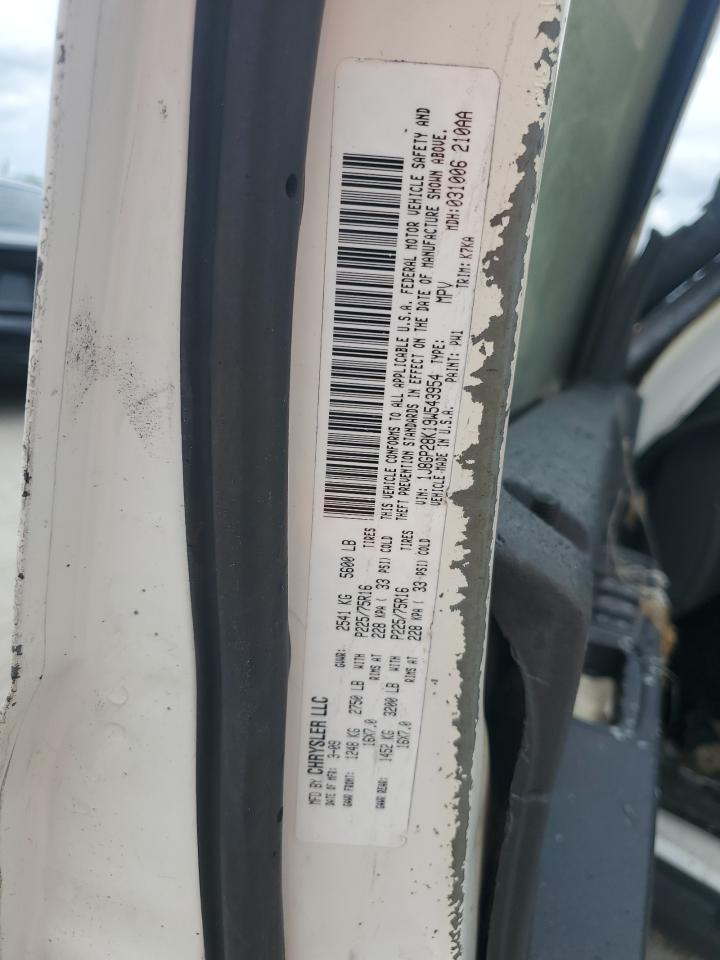 MFD BY CHRYSLER LLC
DATE OF MFR: 3-09 GVWR: 2541 KG 5600 LB
GAWR FRONT: 1248 KG 2750 LB WITH P225/75R16 TIRES
16X7.0 RIMS AT 228 KPA ( 33 PSI) COLD
GAWR REAR: 1452 KG 3200 LB WITH P225/75R16 TIRES
16X7.0 RIMS AT 228 KPA ( 33 PSI) COLD
THIS VEHICLE CONFORMS TO ALL APPLICABLE U.S.A. FEDERAL MOTOR VEHICLE SAFETY AND
THEFT PREVENTION STANDARDS IN EFFECT ON THE DATE OF MANUFACTURE SHOWN ABOVE.
VIN: 1J8GP28K19W543954 TYPE: MPV MDH:031006 210AA
VEHICLE MADE IN U.S.A. PAINT: PW1 TRIM: K7KA